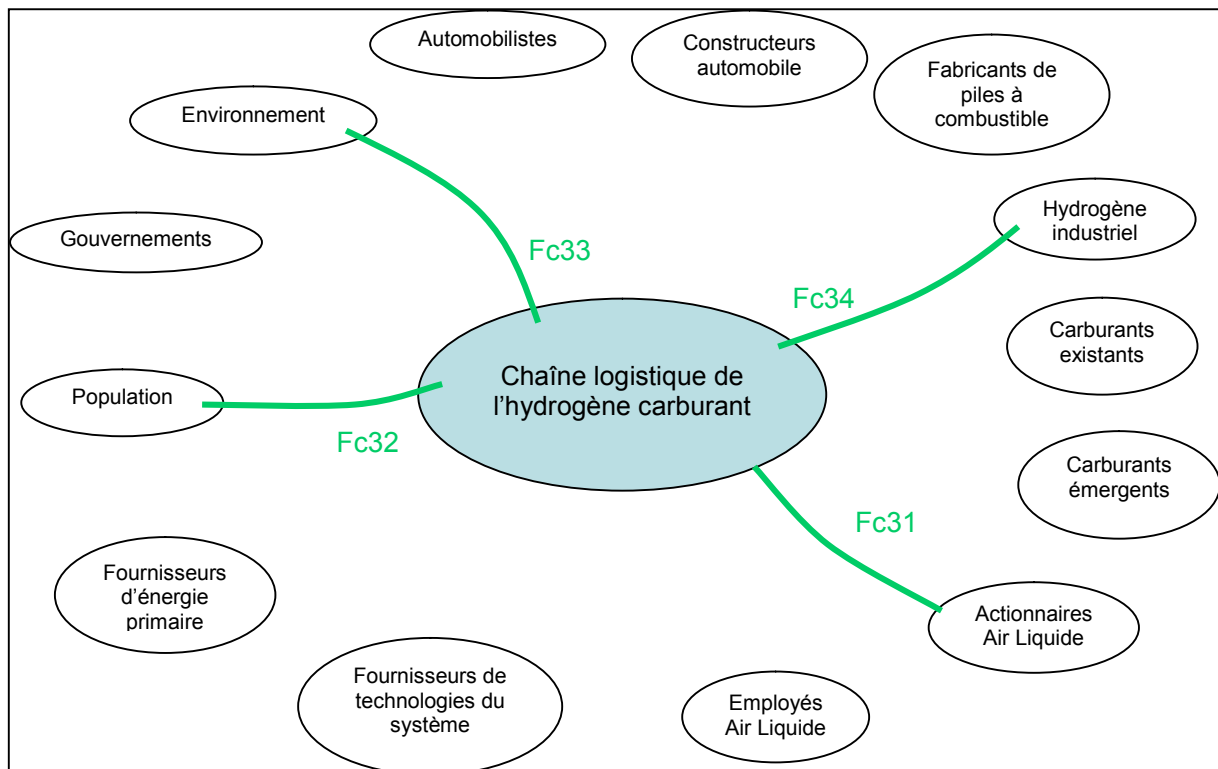 Automobilistes
Constructeurs
automobile
Fabricants de
piles à
combustible
Environnement
Hydrogène
industriel
Gouvernements
Fc33
Fc34
Carburants
existants
Chaîne logistique de
l'hydrogène carburant
Population
Fc32
Carburants
émergents
Fc31
Fournisseurs
d'énergie
primaire
Actionnaires
Air Liquide
Fournisseurs de
technologies du
système
Employés
Air Liquide